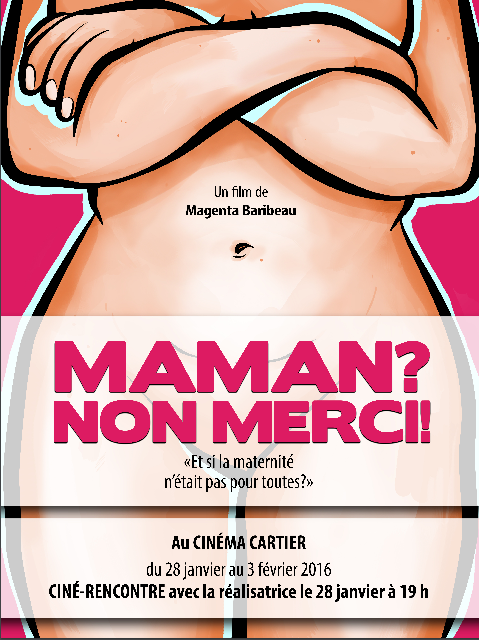 Un film de
Magenta Baribeau
MAMAN?
NON MERCI!
«Et si la maternité
n'était pas pour toutes?»
Au CINÉMA CARTIER
du 28 janvier au 3 février 2016
CINÉ-RENCONTRE avec la réalisatrice le 28 janvier à 19 h